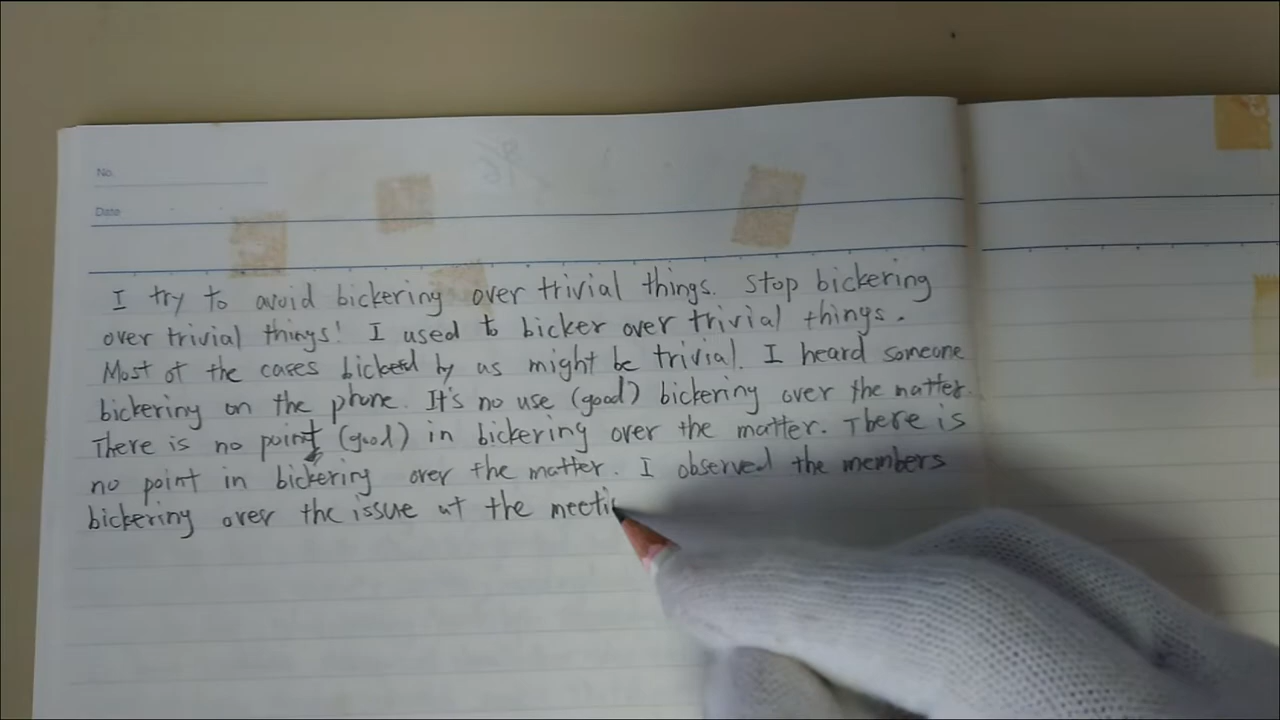 No.
Date
I try to avoid bickering over trivial things. Stop bickering
over trivial things! I used to bicker over trivial things.
Most of the cases bickered by us might be trivial. I heard someone
bickering on the phone. It's no use (good) bickering over the matter.
There is no point (good) in bickering over the matter. There is
no point in bickering over the matter. I observed the members
bickering over the issue at the meeti